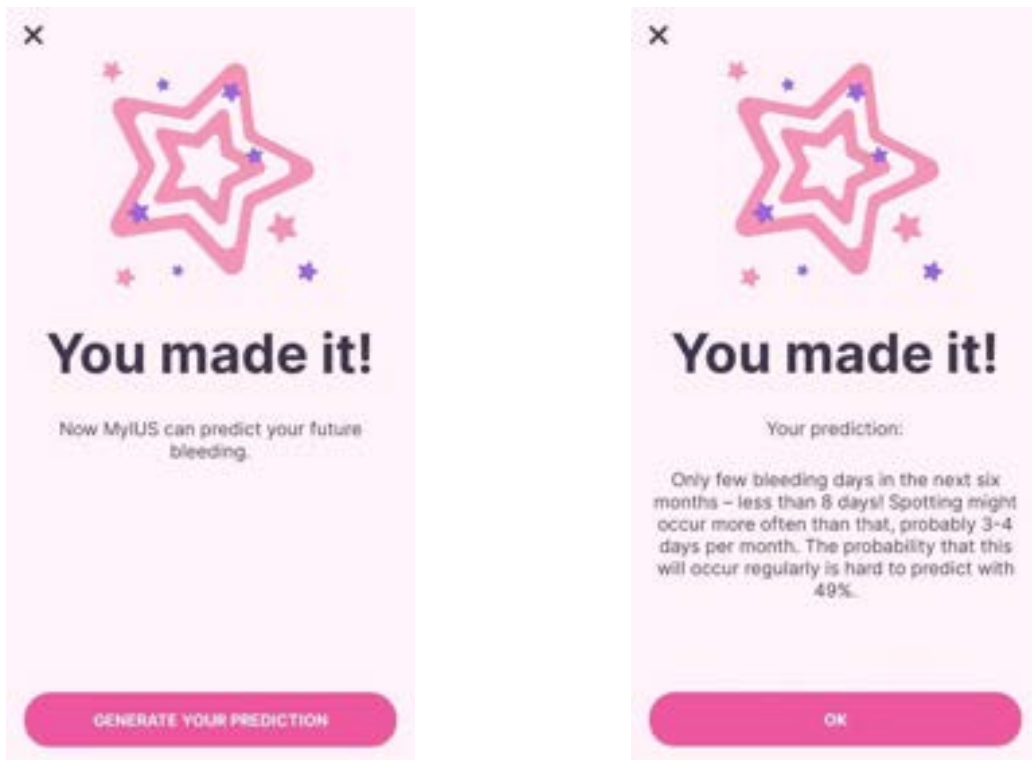 You made it!
Now MyIUS can predict your future
bleeding.
GENERATE YOUR PREDICTION
You made it!
Your prediction:
Only few bleeding days in the next six
months – less than 8 days! Spotting might
occur more often than that, probably 3-4
days per month. The probability that this
will occur regularly is hard to predict with
49%.
OK